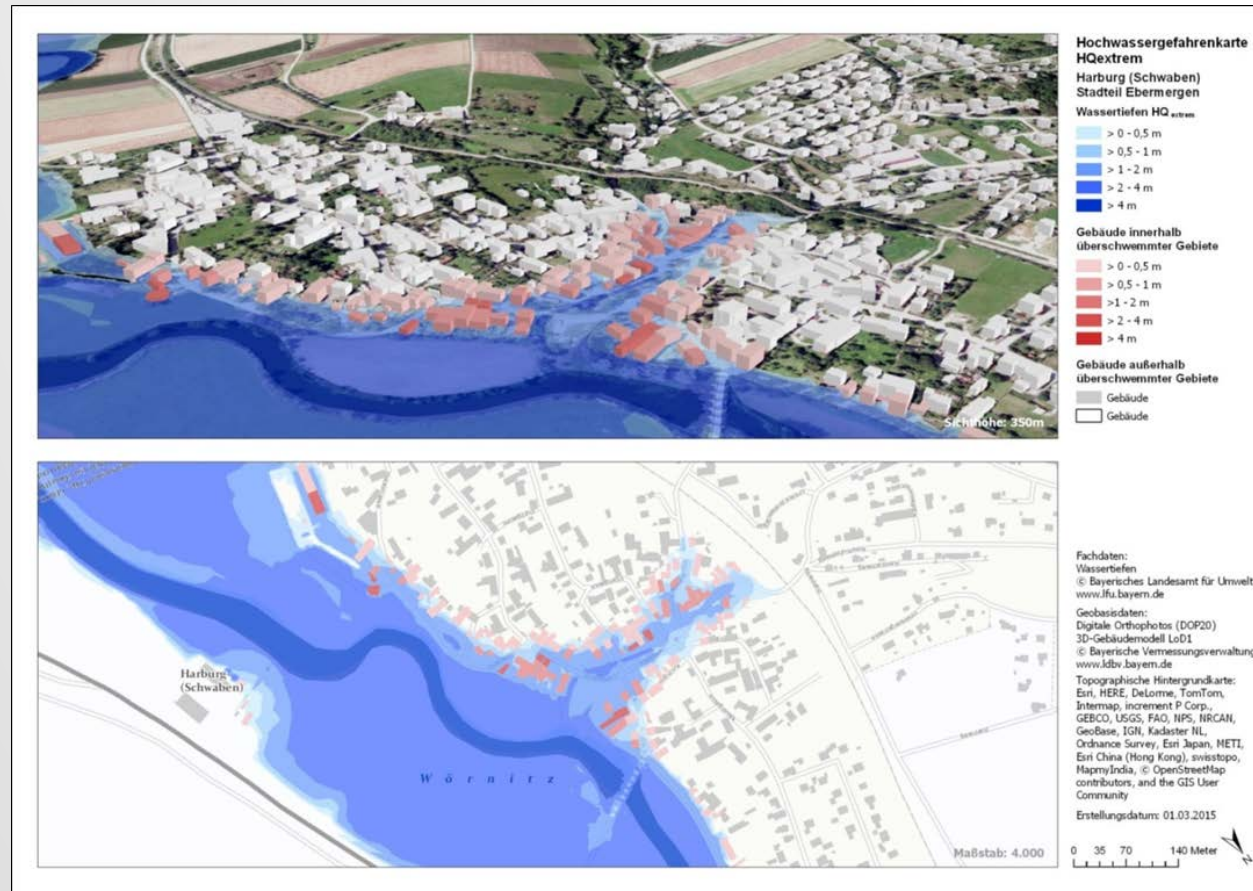 Hochwassergefahrenkarte
HQextrem
Harburg (Schwaben)
Stadtteil Ebermergen
Wassertiefen HQextrem
> 0 - 0,5 m
> 0,5 - 1 m
> 1 - 2 m
> 2 - 4 m
> 4 m
Gebäude innerhalb
überschwemmter Gebiete
> 0 - 0,5 m
> 0,5 - 1 m
>1 - 2 m
> 2 - 4 m
> 4 m
Gebäude außerhalb
überschwemmter Gebiete
Gebäude
Gebäude
Sichthöhe: 350m
Harburg
(Schwaben)
Wörnitz
Maßstab: 4.000
Fachdaten:
Wassertiefen
© Bayerisches Landesamt für Umwelt
www.lfu.bayern.de
Geobasisdaten:
Digitale Orthophotos (DOP20)
3D-Gebäudemodell LoD1
© Bayerische Vermessungsverwaltung
www.ldbv.bayern.de
Topographische Hintergrundkarte:
Esri, HERE, DeLorme, TomTom,
Intermap, increment P Corp.,
GEBCO, USGS, FAO, NPS, NRCAN,
GeoBase, IGN, Kadaster NL,
Ordnance Survey, Esri Japan, METI,
Esri China (Hong Kong), swisstopo,
MapmyIndia, © OpenStreetMap
contributors, and the GIS User
Community
Erstellungsdatum: 01.03.2015
0 35 70 140 Meter
N